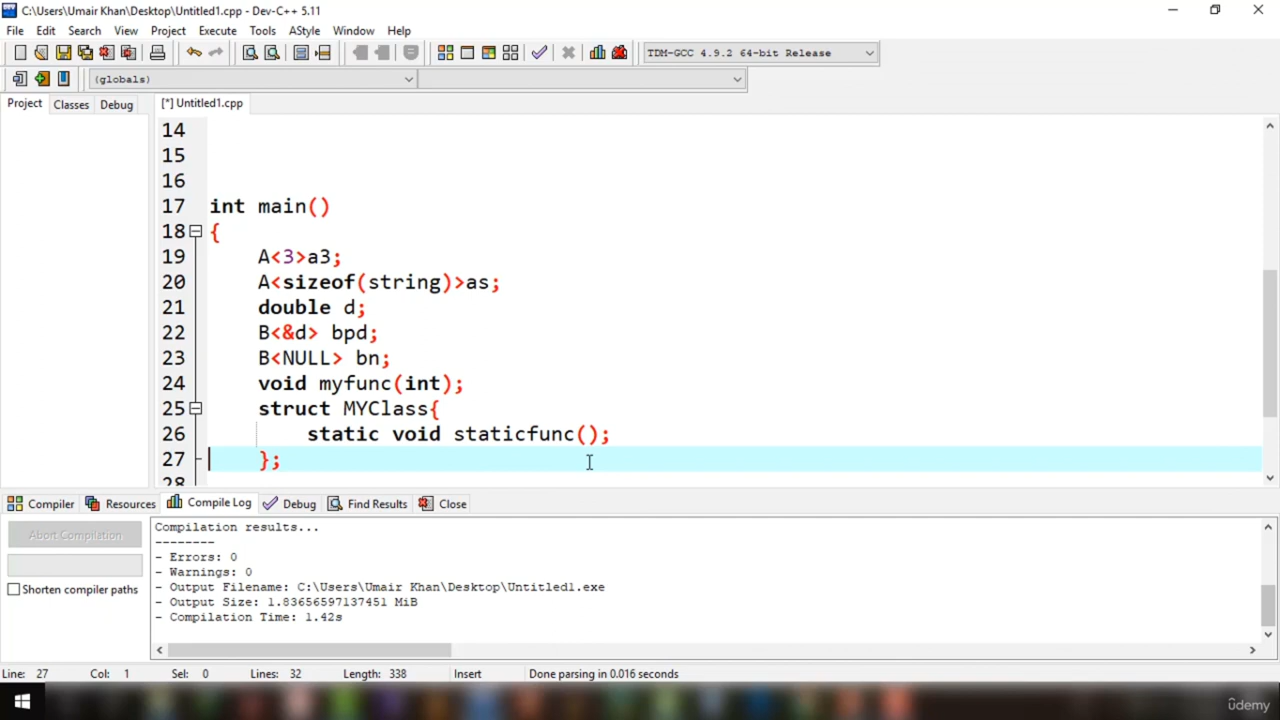 C:\Users\Umair Khan\Desktop\Untitled1.cpp - Dev-C++ 5.11
File Edit Search View Project Execute Tools AStyle Window Help
TDM-GCC 4.9.2 64-bit Release
(globals)
Project Classes Debug [*] Untitled1.cpp
14
15
16
17 int main()
18 {
19 A<3>a3;
20 A<sizeof(string)>as;
21 double d;
22 B<&d> bpd;
23 B<NULL> bn;
24 void myfunc(int);
25 struct MYClass{
26 static void staticfunc();
27 };
28
Compiler Resources Compile Log Debug Find Results Close
Abort Compilation
Shorten compiler paths
Compilation results...
--------
- Errors: 0
- Warnings: 0
- Output Filename: C:\Users\Umair Khan\Desktop\Untitled1.exe
- Output Size: 1.83656597137451 MiB
- Compilation Time: 1.42s
Line: 27 Col: 1 Sel: 0 Lines: 32 Length: 338 Insert Done parsing in 0.016 seconds
ûdemy